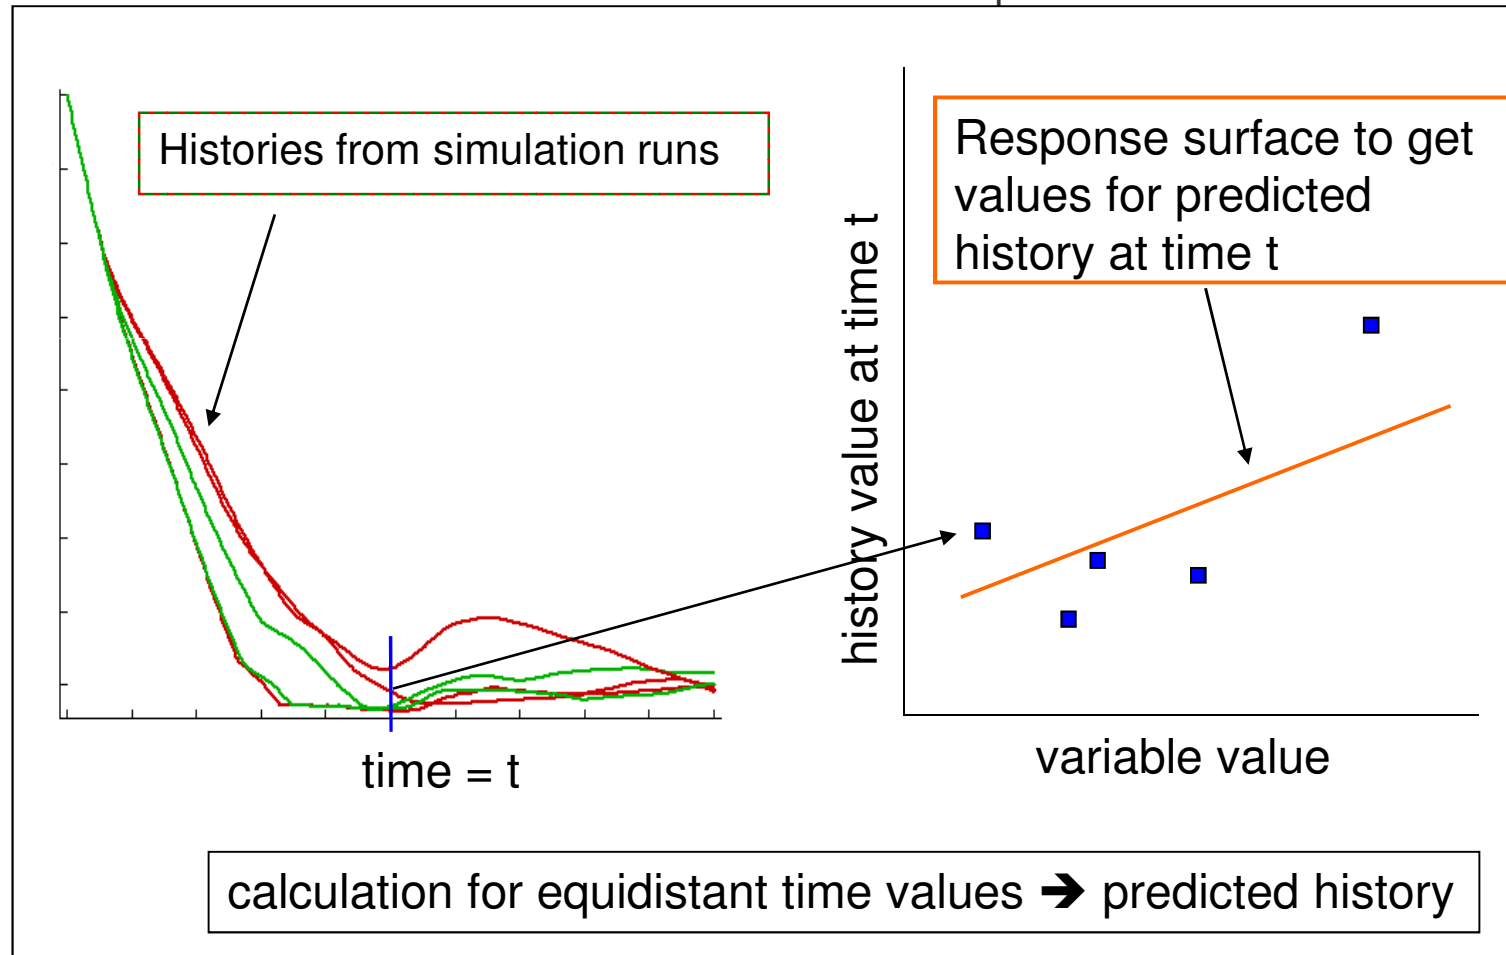 Histories from simulation runs
time = t
history value at time t
Response surface to get
values for predicted
history at time t
variable value
calculation for equidistant time values ➔ predicted history